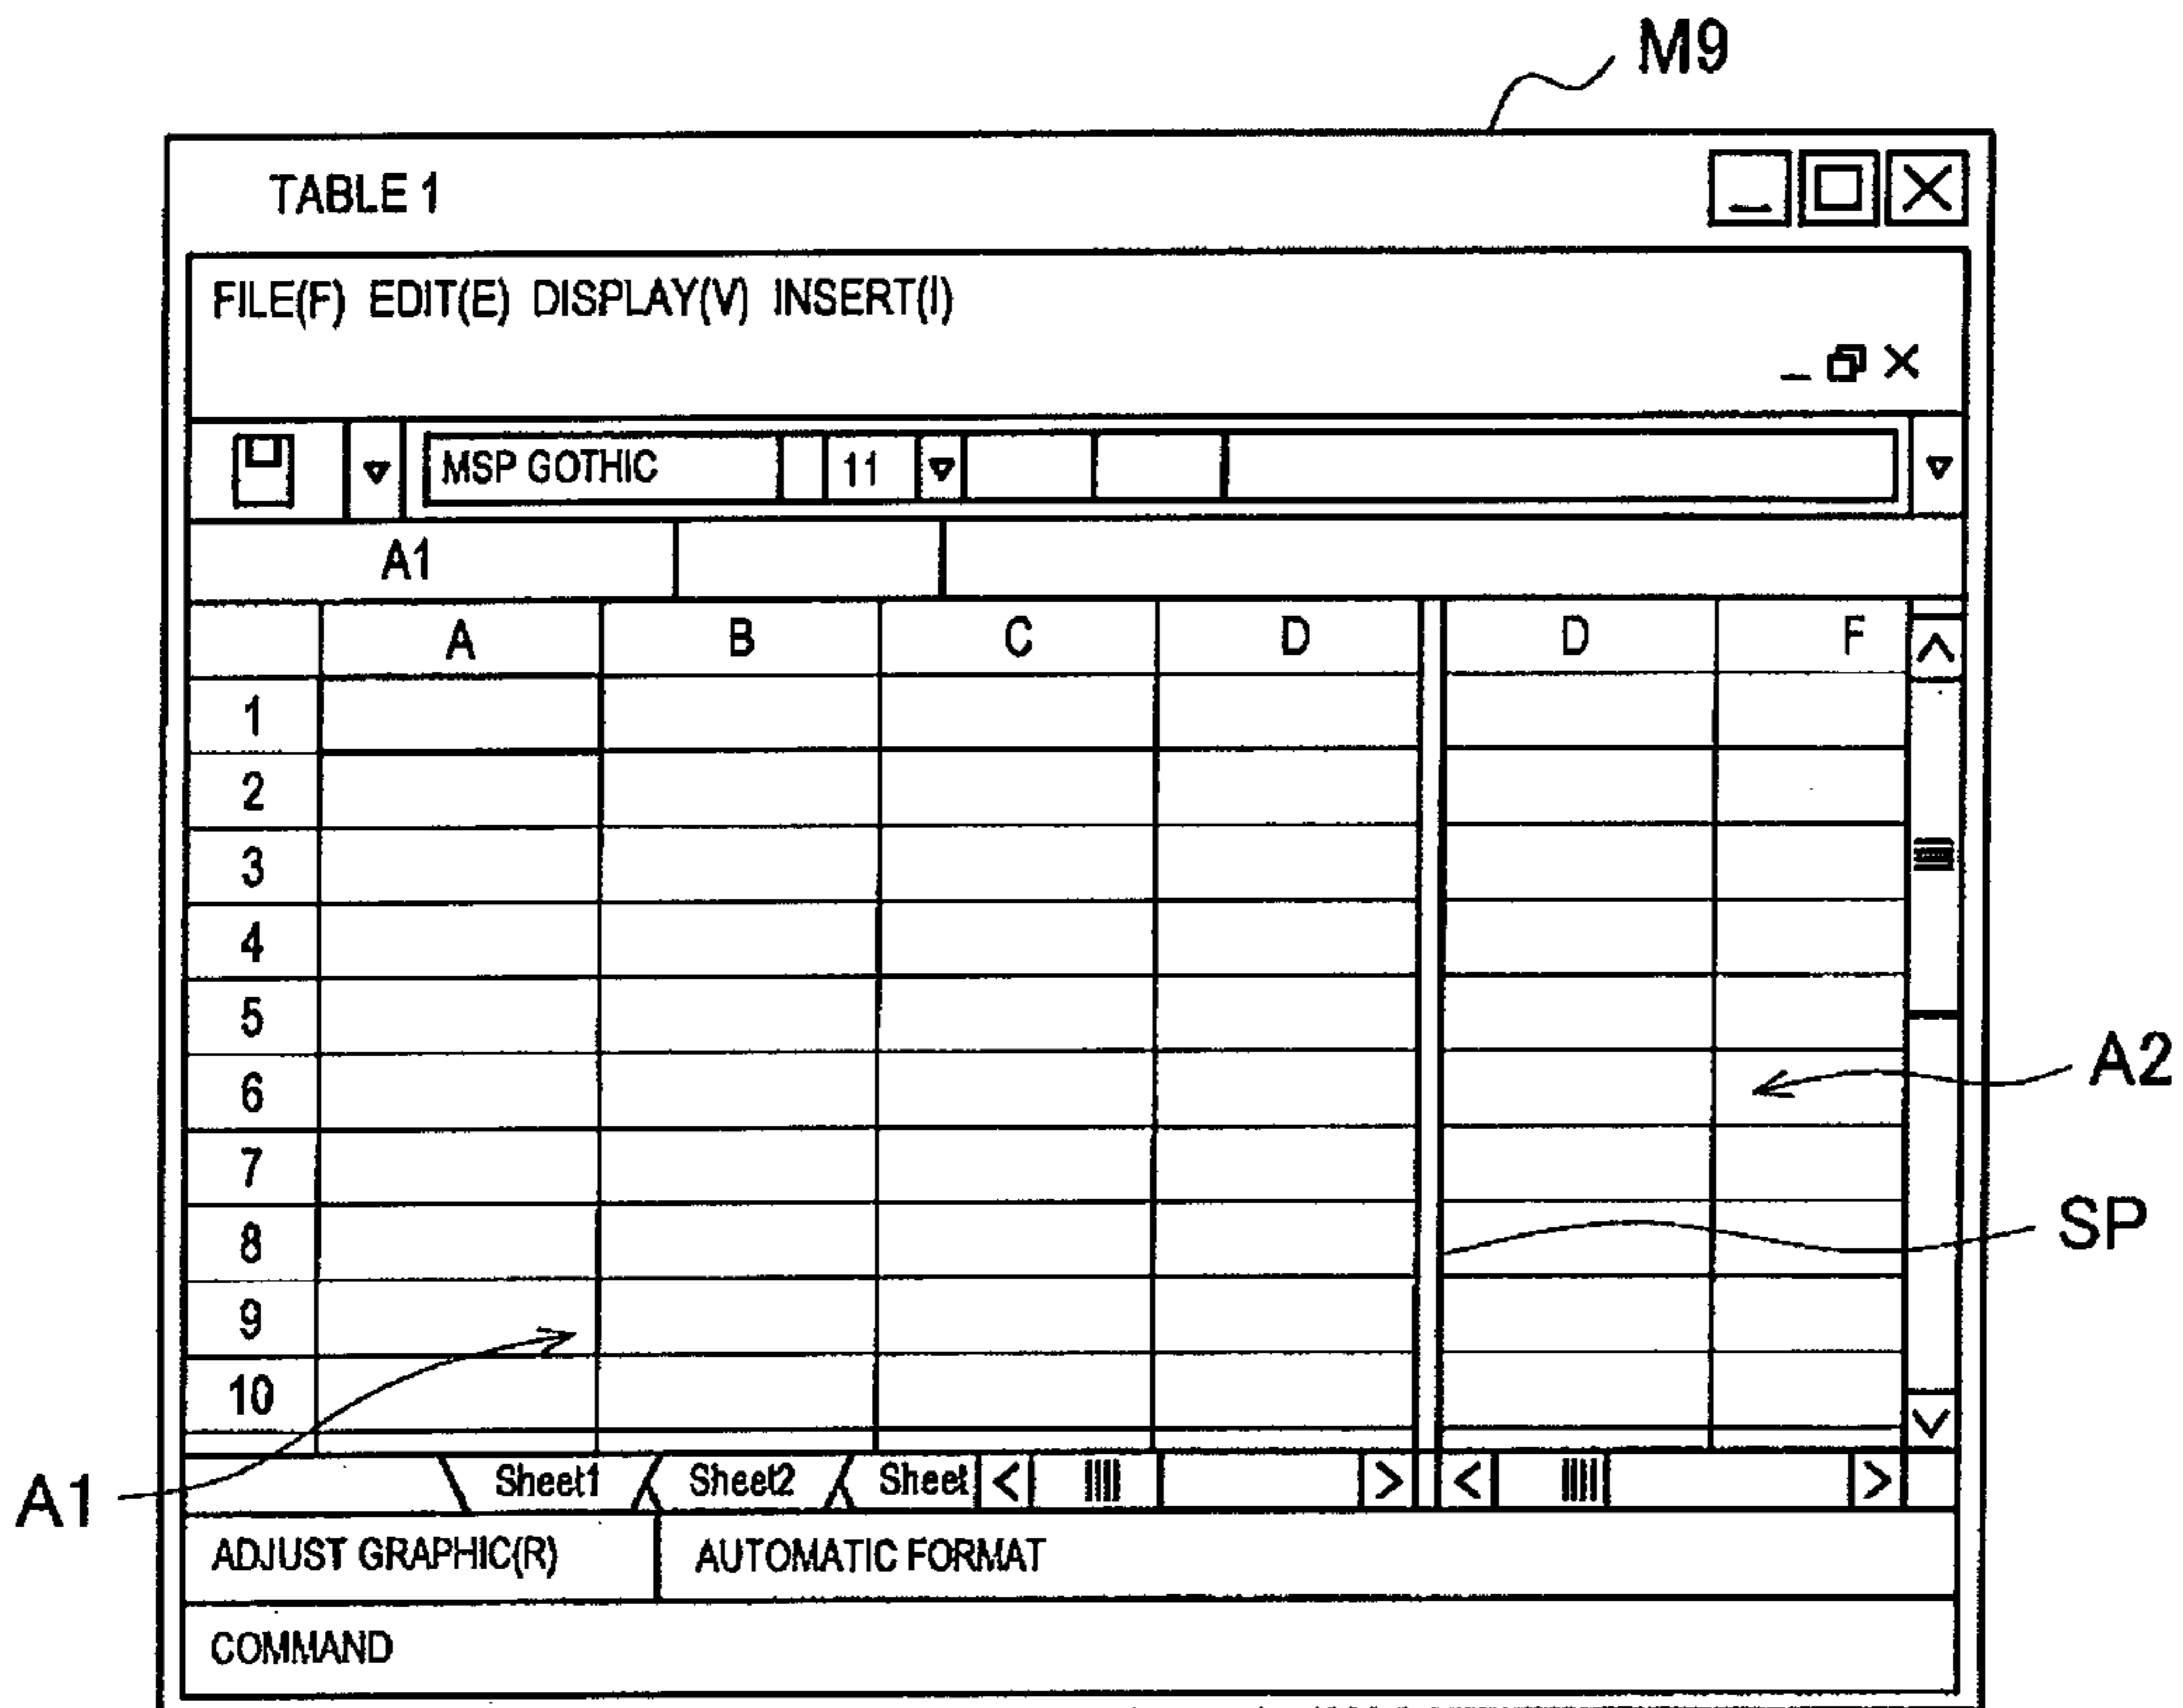 M9
TABLE 1
FILE(F) EDIT(E) DISPLAY(V) INSERT(I)
MSP GOTHIC 11
A1
A B C D D F
1
2
3
4
5
6
A2
7
8
SP
9
10
A1
Sheet1 Sheet2 Sheet
ADJUST GRAPHIC(R) AUTOMATIC FORMAT
COMMAND